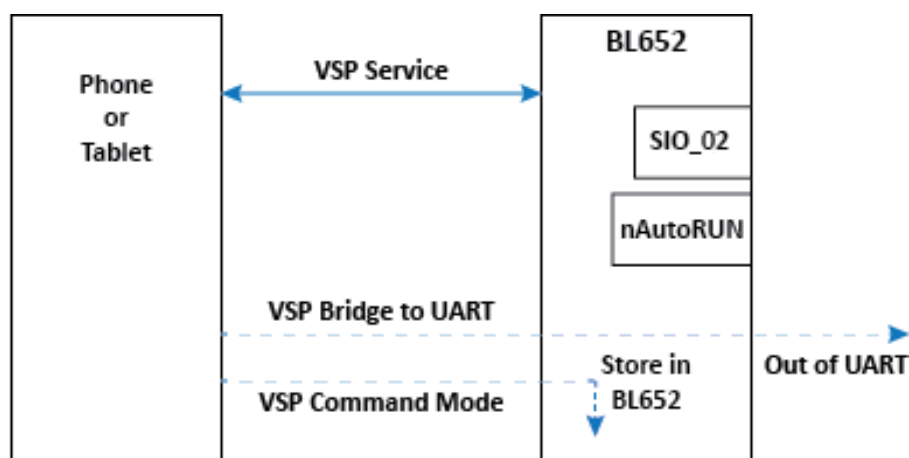 Phone
or
Tablet
VSP Service
BL652
SIO_02
nAutoRUN
VSP Bridge to UART
Out of UART
VSP Command Mode
Store in
BL652